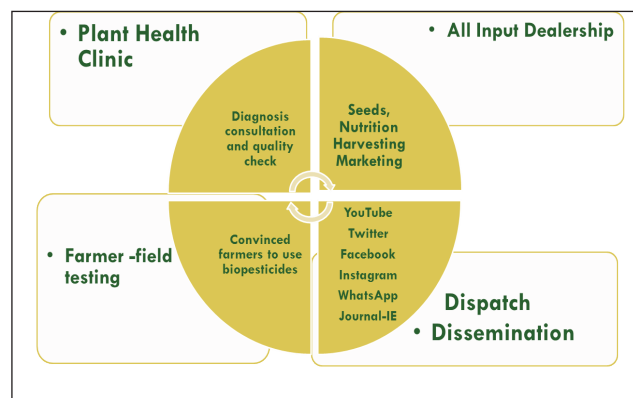 • Plant Health
Clinic
• All Input Dealership
Diagnosis
consultation
and quality
check
Seeds,
Nutrition
Harvesting
Marketing
• Farmer -field
testing
Convinced
farmers to use
biopesticides
YouTube
Twitter
Facebook
Instagram
WhatsApp
Journal-IE
Dispatch
• Dissemination